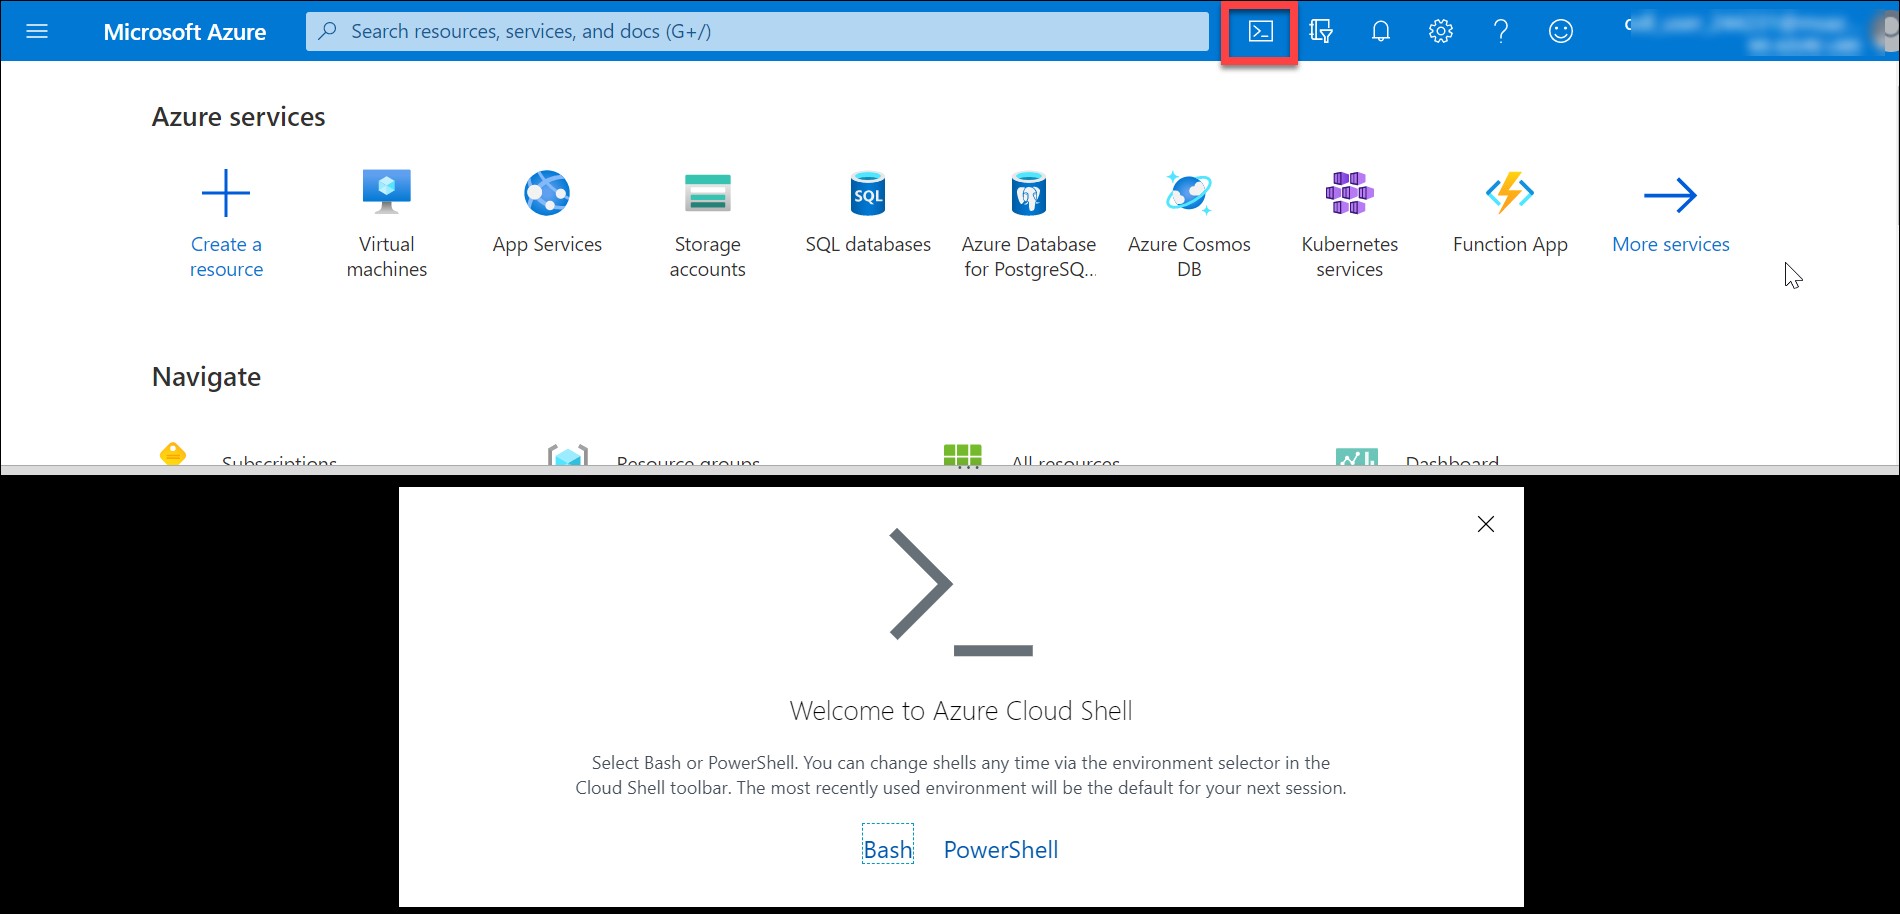 Microsoft Azure
Search resources, services, and docs (G+/)
Azure services
Create a resource
Virtual machines
App Services
Storage accounts
SQL
SQL databases
Azure Database for PostgreSQ...
Azure Cosmos DB
Kubernetes services
Function App
More services
Navigate
Subscriptions
Resource groups
All resources
Dashboard
Welcome to Azure Cloud Shell
Select Bash or PowerShell. You can change shells any time via the environment selector in the
Cloud Shell toolbar. The most recently used environment will be the default for your next session.
Bash
PowerShell